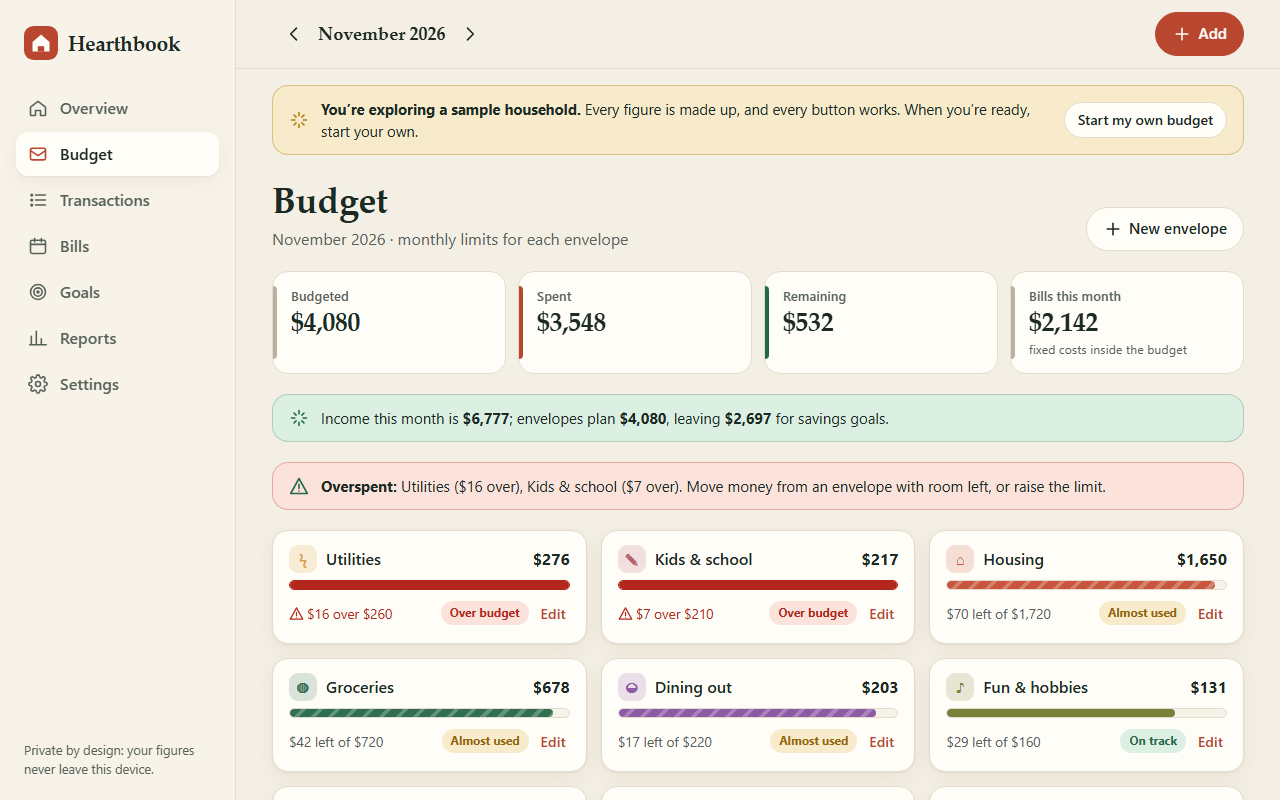 Hearthbook
Overview
Budget
Transactions
Bills
Goals
Reports
Settings
Private by design: your figures
never leave this device.
November 2026
Add
You’re exploring a sample household. Every figure is made up, and every button works. When you’re ready,
start your own.
Start my own budget
Budget
November 2026 · monthly limits for each envelope
New envelope
Budgeted
$4,080
Spent
$3,548
Remaining
$532
Bills this month
$2,142
fixed costs inside the budget
Income this month is $6,777; envelopes plan $4,080, leaving $2,697 for savings goals.
Overspent: Utilities ($16 over), Kids & school ($7 over). Move money from an envelope with room left, or raise the limit.
Utilities $276
$16 over $260 Over budget Edit
Kids & school $217
$7 over $210 Over budget Edit
Housing $1,650
$70 left of $1,720 Almost used Edit
Groceries $678
$42 left of $720 Almost used Edit
Dining out $203
$17 left of $220 Almost used Edit
Fun & hobbies $131
$29 left of $160 On track Edit